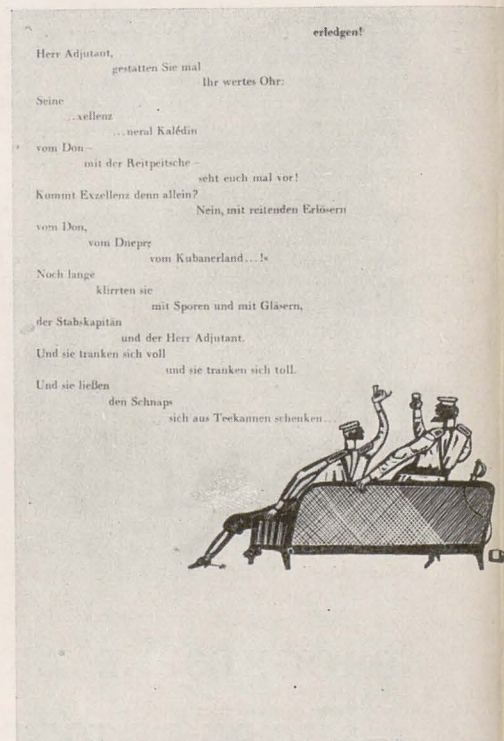 erledgen!
Herr Adjutant,
gestatten Sie mal
Ihr wertes Ohr:
Seine
...xellenz
...neral Kalédin
vom Don –
mit der Reitpeitsche –
seht euch mal vor!
Kommt Exzellenz denn allein?
Nein, mit reitenden Erlösern
vom Don,
vom Dnepr,
vom Kubanerland...!«
Noch lange
klirrten sie
mit Sporen und mit Gläsern,
der Stabskapitän
und der Herr Adjutant.
Und sie tranken sich voll
und sie tranken sich toll.
Und sie ließen
den Schnaps
sich aus Teekannen schenken...